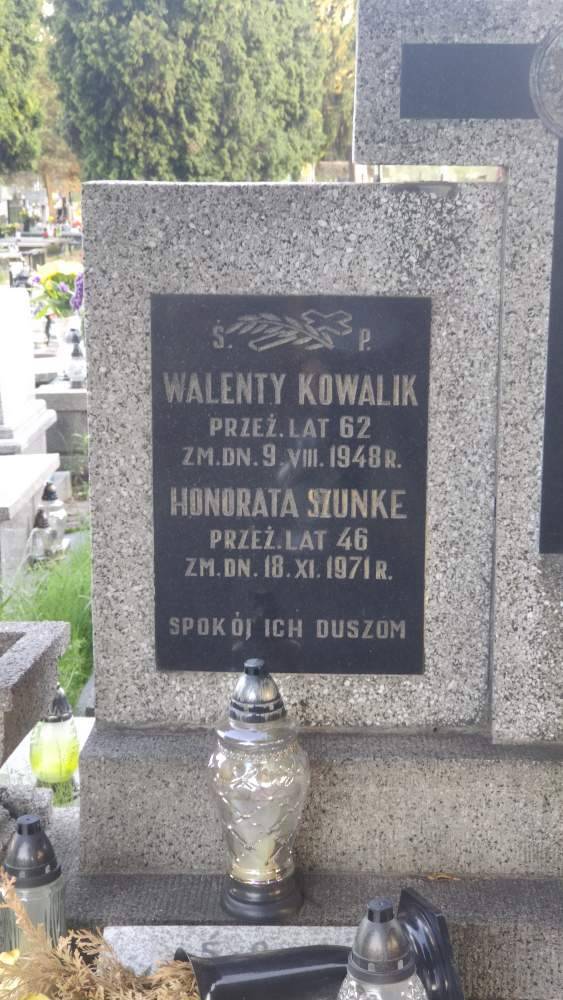 Ś. P.
WALENTY KOWALIK
PRZEŻ. LAT 62
ZM. DN. 9. VIII. 1948 R.
HONORATA SZUNKE
PRZEŻ. LAT 46
ZM. DN. 18. XI. 1971 R.
SPOKÓJ ICH DUSZOM